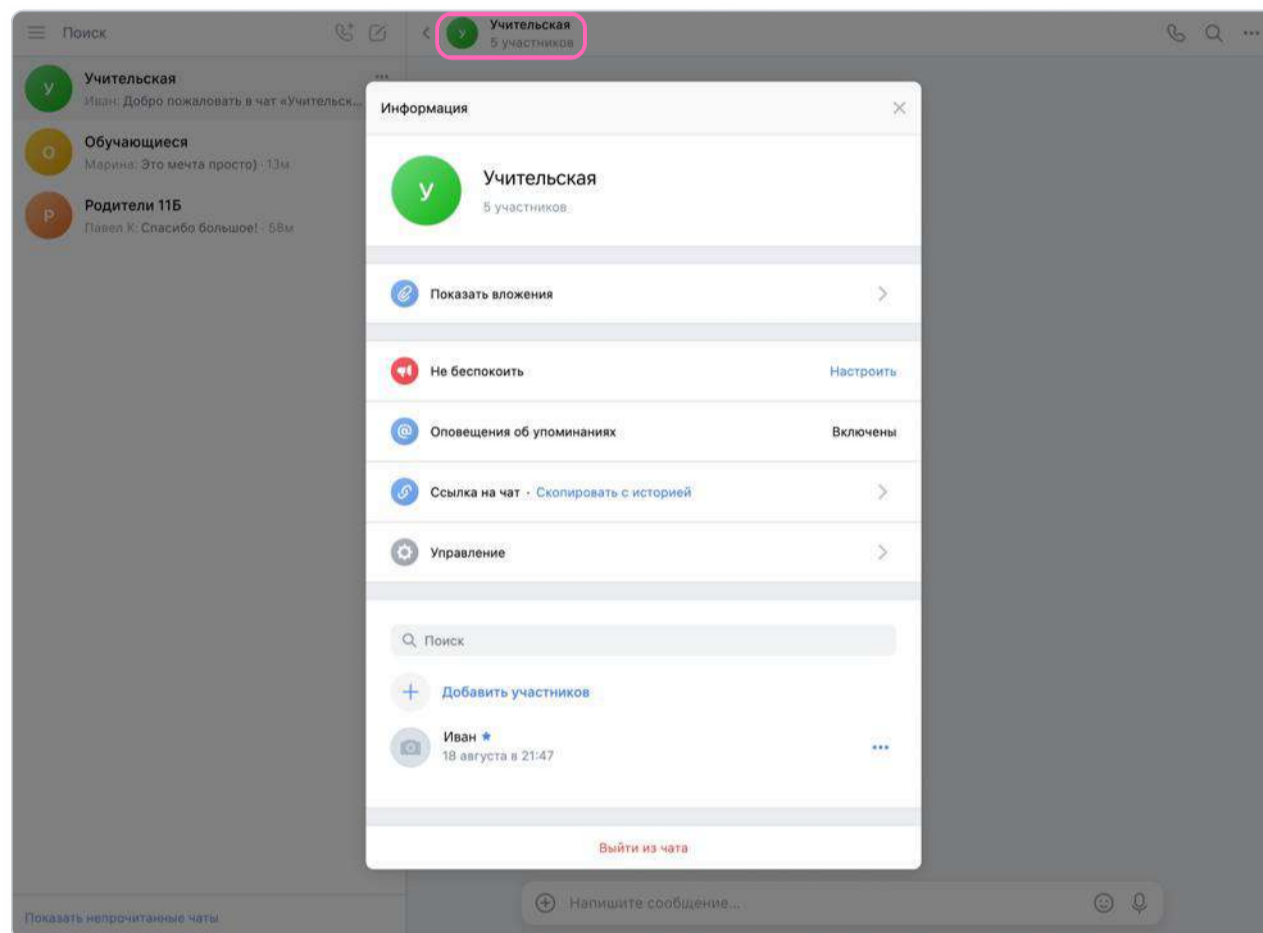 Поиск
Учительская
5 участников
Учительская
Иван: Добро пожаловать в чат «Учительск...
Обучающиеся
Марина: Это мечта просто) · 13м
Родители 11Б
Павел К: Спасибо большое! · 58м
Показать непрочитанные чаты
Информация
У
Учительская
5 участников
Показать вложения
Не беспокоить
Настроить
Оповещения об упоминаниях
Включены
Ссылка на чат · Скопировать с историей
Управление
Поиск
Добавить участников
Иван
18 августа в 21:47
Выйти из чата
Напишите сообщение...
У
У
О
Р